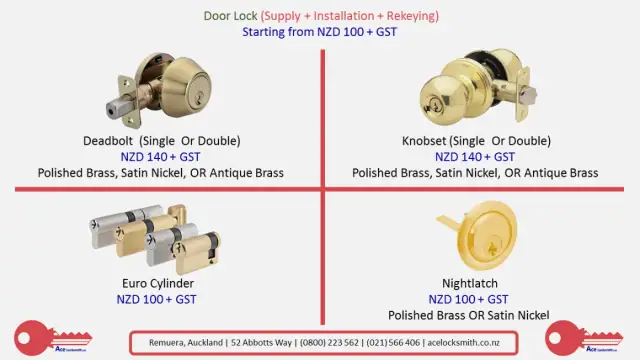 Door Lock (Supply + Installation + Rekeying)
Starting from NZD 100 + GST
Deadbolt (Single Or Double)
NZD 140 + GST
Polished Brass, Satin Nickel, OR Antique Brass
Knobset (Single Or Double)
NZD 140 + GST
Polished Brass, Satin Nickel, OR Antique Brass
Euro Cylinder
NZD 100 + GST
Nightlatch
NZD 100 + GST
Polished Brass OR Satin Nickel
Ace
Remuera, Auckland | 52 Abbotts Way | (0800) 223 562 | (021) 566 406 | acelocksmith.co.nz
Ace